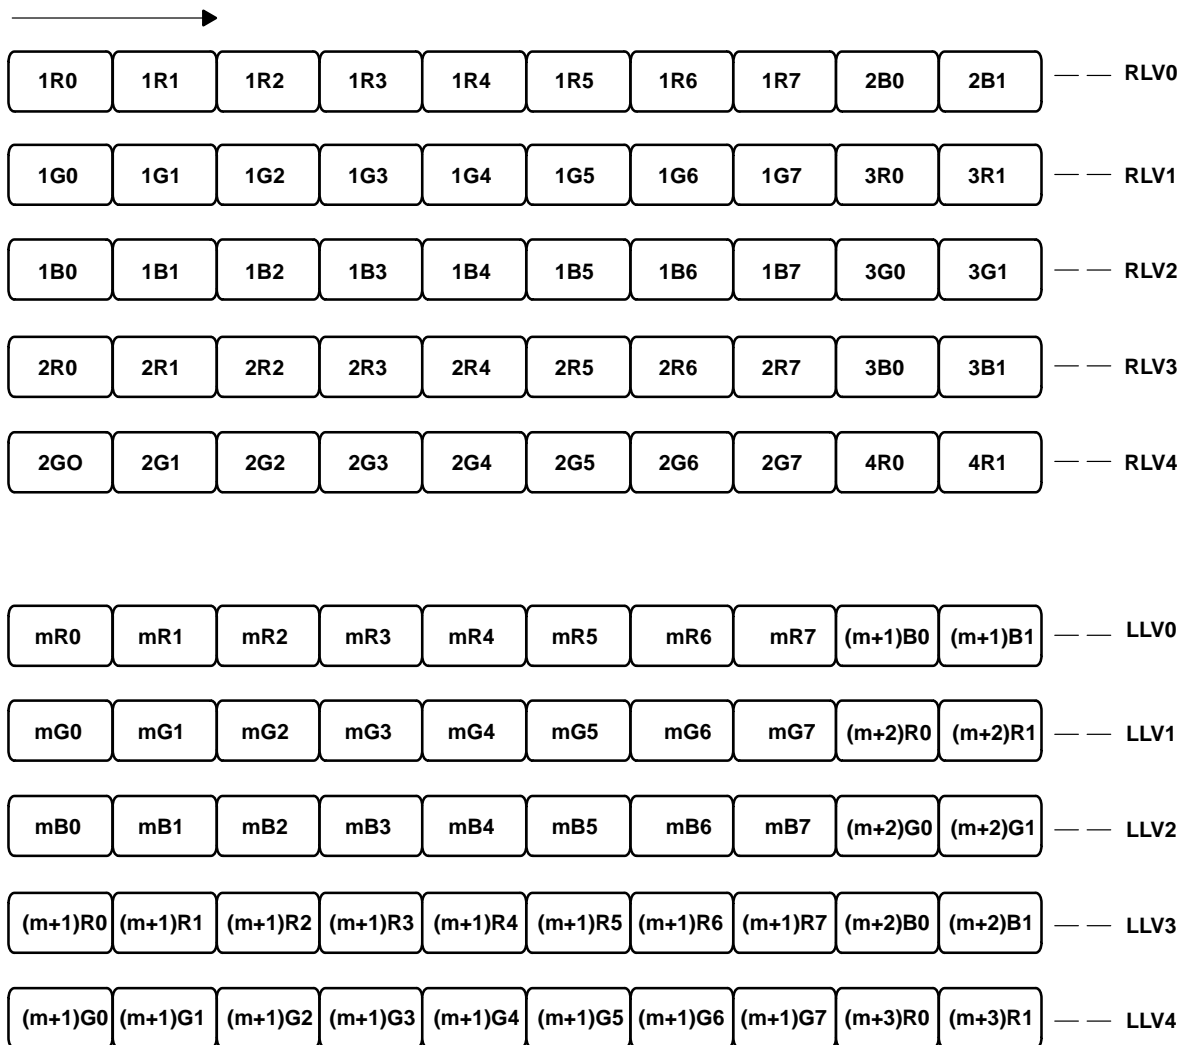 1R0 1R1 1R2 1R3 1R4 1R5 1R6 1R7 2B0 2B1 RLV0
1G0 1G1 1G2 1G3 1G4 1G5 1G6 1G7 3R0 3R1 RLV1
1B0 1B1 1B2 1B3 1B4 1B5 1B6 1B7 3G0 3G1 RLV2
2R0 2R1 2R2 2R3 2R4 2R5 2R6 2R7 3B0 3B1 RLV3
2GO 2G1 2G2 2G3 2G4 2G5 2G6 2G7 4R0 4R1 RLV4
mR0 mR1 mR2 mR3 mR4 mR5 mR6 mR7 (m+1)B0 (m+1)B1 LLV0
mG0 mG1 mG2 mG3 mG4 mG5 mG6 mG7 (m+2)R0 (m+2)R1 LLV1
mB0 mB1 mB2 mB3 mB4 mB5 mB6 mB7 (m+2)G0 (m+2)G1 LLV2
(m+1)R0 (m+1)R1 (m+1)R2 (m+1)R3 (m+1)R4 (m+1)R5 (m+1)R6 (m+1)R7 (m+2)B0 (m+2)B1 LLV3
(m+1)G0 (m+1)G1 (m+1)G2 (m+1)G3 (m+1)G4 (m+1)G5 (m+1)G6 (m+1)G7 (m+3)R0 (m+3)R1 LLV4